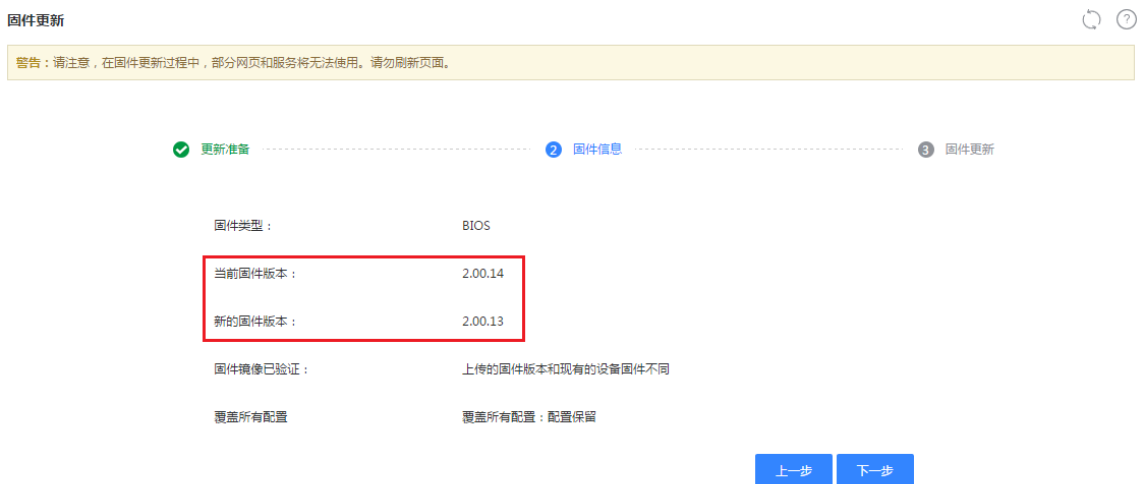 固件更新
警告：请注意，在固件更新过程中，部分网页和服务将无法使用。请勿刷新页面。
更新准备 2 固件信息 3 固件更新
固件类型： BIOS
当前固件版本： 2.00.14
新的固件版本： 2.00.13
固件镜像已验证： 上传的固件版本和现有的设备固件不同
覆盖所有配置 覆盖所有配置：配置保留
上一步 下一步